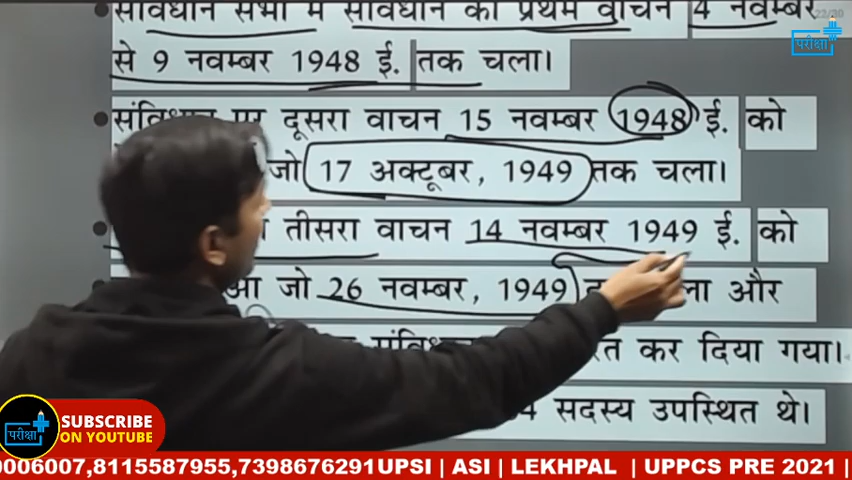 संविधान सभा में संविधान का प्रथम वाचन 4 नवम्बर
से 9 नवम्बर 1948 ई. तक चला।
पर दूसरा वाचन 15 नवम्बर 1948 ई. को
जो 17 अक्टूबर, 1949 तक चला।
तीसरा वाचन 14 नवम्बर 1949 ई. को
जो 26 नवम्बर, 1949 और
कर दिया गया।
सदस्य उपस्थित थे।
परीक्षा
परीक्षा
SUBSCRIBE
ON YOUTUBE
0006007,8115587955,7398676291UPSI | ASI | LEKHPAL | UPPCS PRE 2021 |